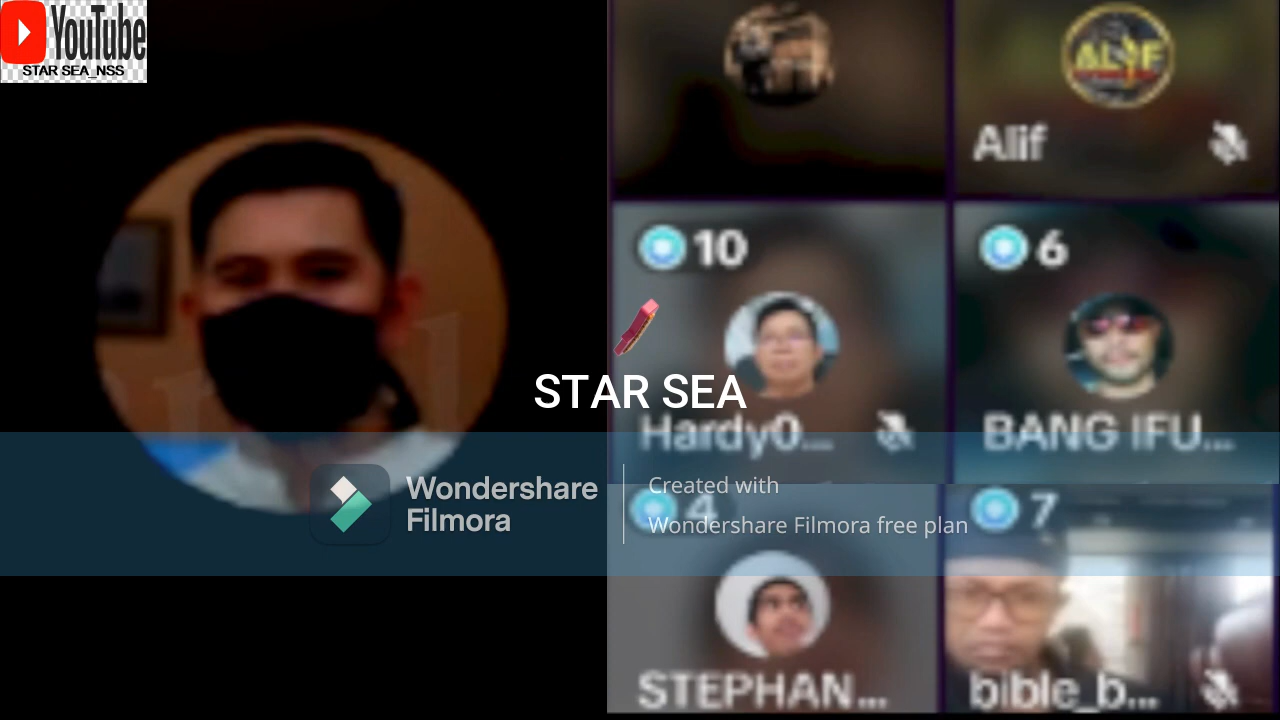 YouTube
STAR SEA_NSS
ALIF
Alif
10
6
STAR SEA
Hardy0...
BANG IFU...
Wondershare
Filmora
Created with
Wondershare Filmora free plan
4
7
STEPHAN...
bible_b...